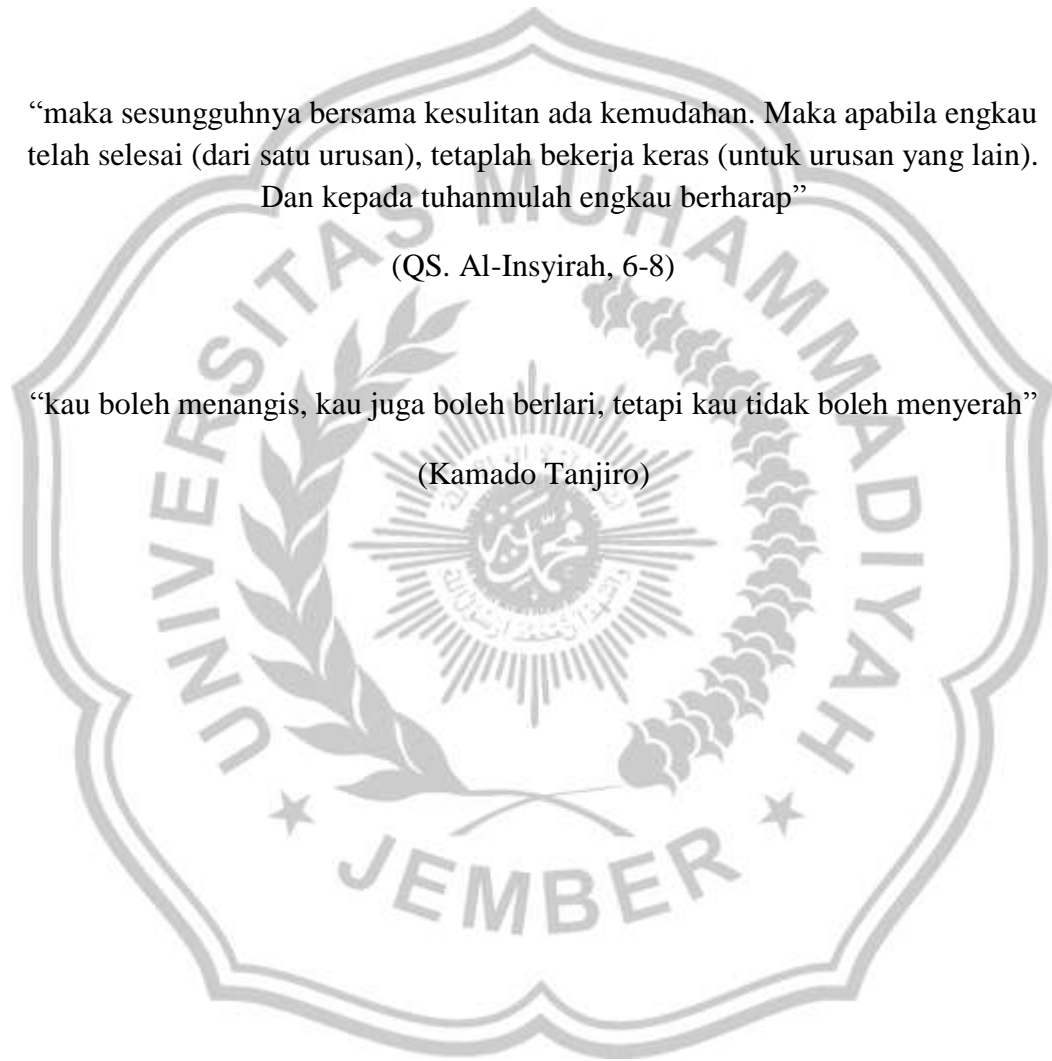 “maka sesungguhnya bersama kesulitan ada kemudahan. Maka apabila engkau
telah selesai (dari satu urusan), tetaplah bekerja keras (untuk urusan yang lain).
Dan kepada tuhanmulah engkau berharap”
(QS. Al-Insyirah, 6-8)
“kau boleh menangis, kau juga boleh berlari, tetapi kau tidak boleh menyerah”
(Kamado Tanjiro)
UNIVERSITAS MUHAMMADIYAH
JEMBER